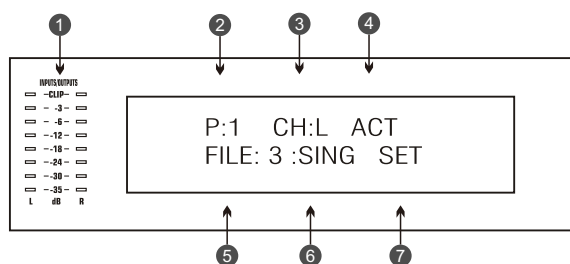 1 2 3 4
INPUTS/OUTPUTS
-CLIP-
- -3-
- -6-
- -12-
- -18-
- -24-
- -30-
- -35-
L dB R
P:1 CH:L ACT
FILE: 3 :SING SET
5 6 7